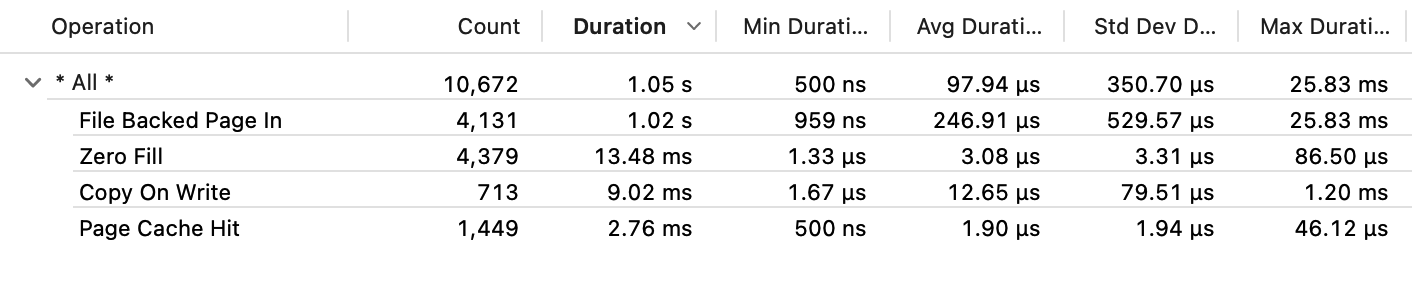 Operation Count Duration Min Durati... Avg Durati... Std Dev D... Max Durati...
* All * 10,672 1.05 s 500 ns 97.94 µs 350.70 µs 25.83 ms
File Backed Page In 4,131 1.02 s 959 ns 246.91 µs 529.57 µs 25.83 ms
Zero Fill 4,379 13.48 ms 1.33 µs 3.08 µs 3.31 µs 86.50 µs
Copy On Write 713 9.02 ms 1.67 µs 12.65 µs 79.51 µs 1.20 ms
Page Cache Hit 1,449 2.76 ms 500 ns 1.90 µs 1.94 µs 46.12 µs